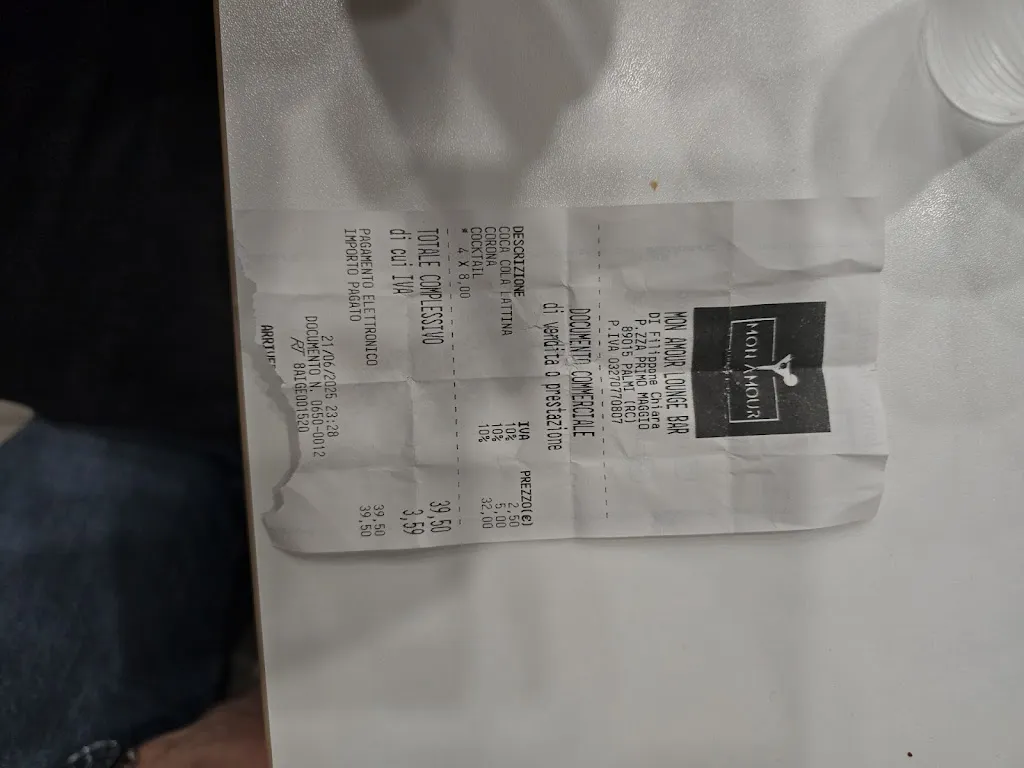 MON AMOUR
MON AMOUR LOUNGE BAR
DI Filippone Chiara
P.ZZA PRIMO MAGGIO
89015 PALMI (RC)
P.IVA 03270770807
DOCUMENTO COMMERCIALE
di vendita o prestazione
DESCRIZIONE IVA PREZZO(€)
COCA COLA LATTINA 10% 2,50
CORONA 10% 5,00
COCKTAIL 10% 32,00
* 4 X 8,00
TOTALE COMPLESSIVO 39,50
di cui IVA 3,59
PAGAMENTO ELETTRONICO 39,50
IMPORTO PAGATO 39,50
21/06/2025 23:28
DOCUMENTO N. 0650-0012
RT